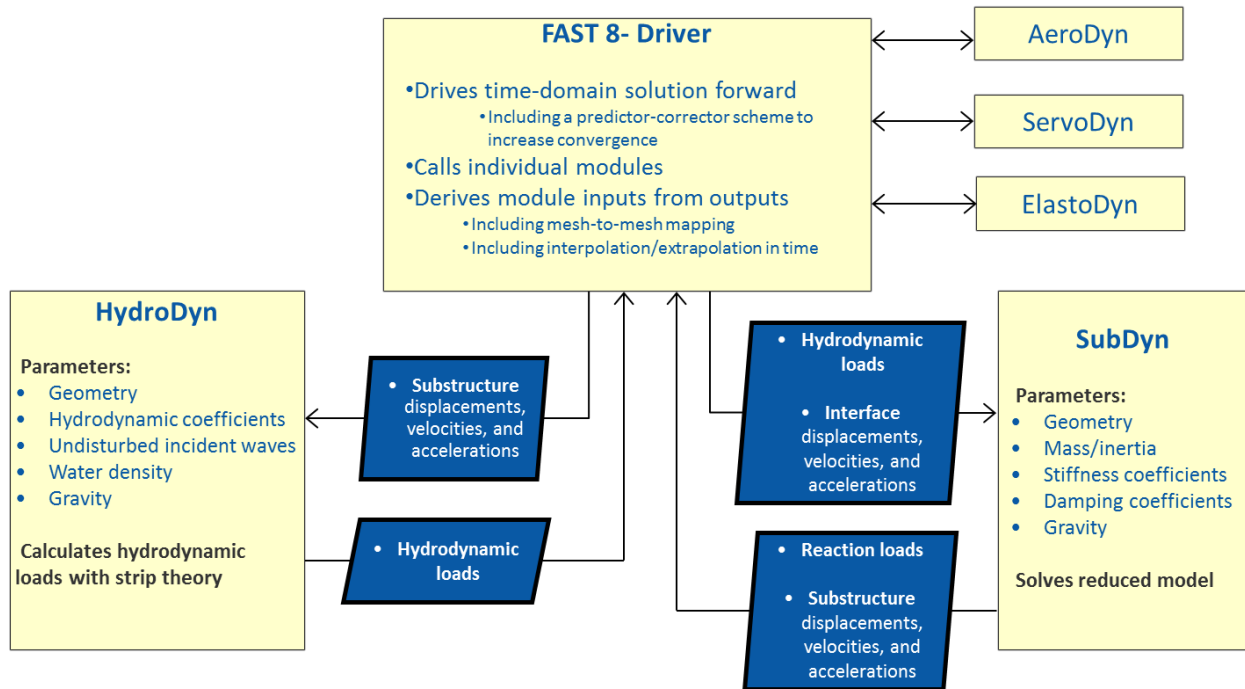 FAST 8- Driver
•Drives time-domain solution forward
•Including a predictor-corrector scheme to
increase convergence
•Calls individual modules
•Derives module inputs from outputs
•Including mesh-to-mesh mapping
•Including interpolation/extrapolation in time
AeroDyn
ServoDyn
ElastoDyn
HydroDyn
Parameters:
• Geometry
• Hydrodynamic coefficients
• Undisturbed incident waves
• Water density
• Gravity
Calculates hydrodynamic
loads with strip theory
• Substructure
displacements,
velocities, and
accelerations
• Hydrodynamic
loads
• Hydrodynamic
loads
• Interface
displacements,
velocities, and
accelerations
• Reaction loads
• Substructure
displacements,
velocities, and
accelerations
SubDyn
Parameters:
• Geometry
• Mass/inertia
• Stiffness coefficients
• Damping coefficients
• Gravity
Solves reduced model